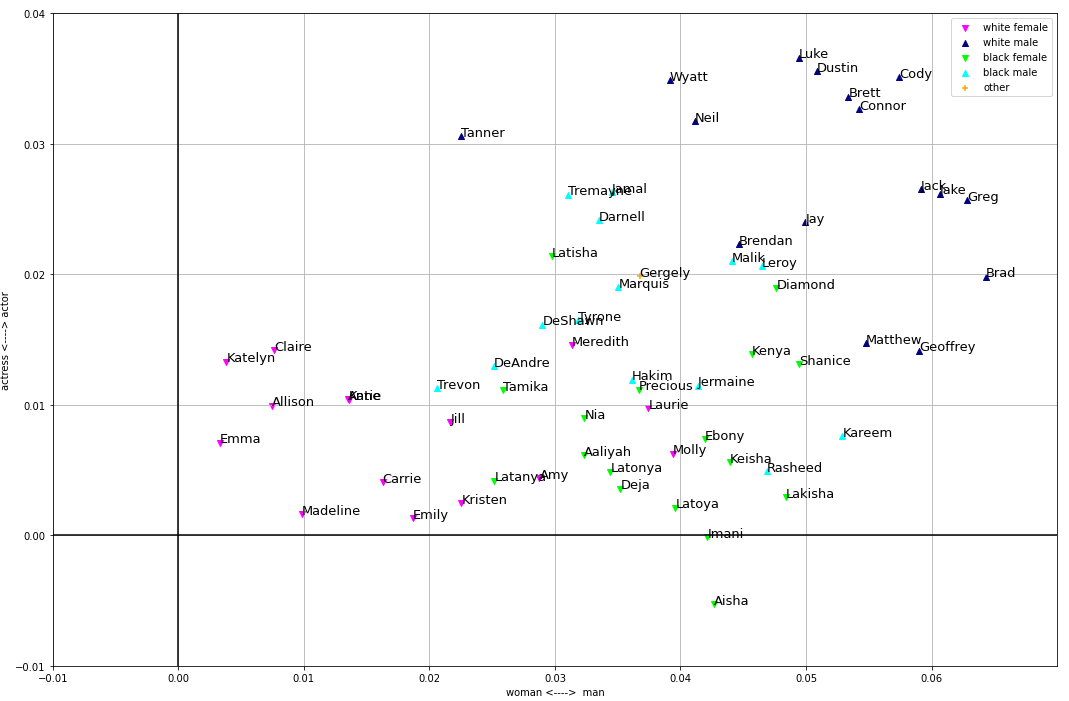 0.04
white female
white male
black female
black male
other
Luke
Dustin
Wyatt
Cody
Brett
Connor
Neil
Tanner
0.03
Jack
Jake
Greg
Tremayne
Jamal
Darnell
Jay
Brendan
Latisha
Malik
Leroy
0.02
Gergely
Brad
Marquis
Diamond
DeShawn
Tyrone
Meredith
Matthew
Geoffrey
Claire
Katelyn
Kenya
Shanice
DeAndre
Trevon
Tamika
Hakim
Precious
Jermaine
Allison
Katie
0.01
Laurie
Nia
Jill
Emma
Ebony
Kareem
Aaliyah
Molly
Keisha
Carrie
Latanya
Amy
Latonya
Rasheed
Deja
Kristen
Lakisha
Madeline
Emily
Latoya
0.00
Imani
Aisha
−0.01
−0.01
0.00
0.01
0.02
0.03
0.04
0.05
0.06
actress <----> actor
woman <----> man